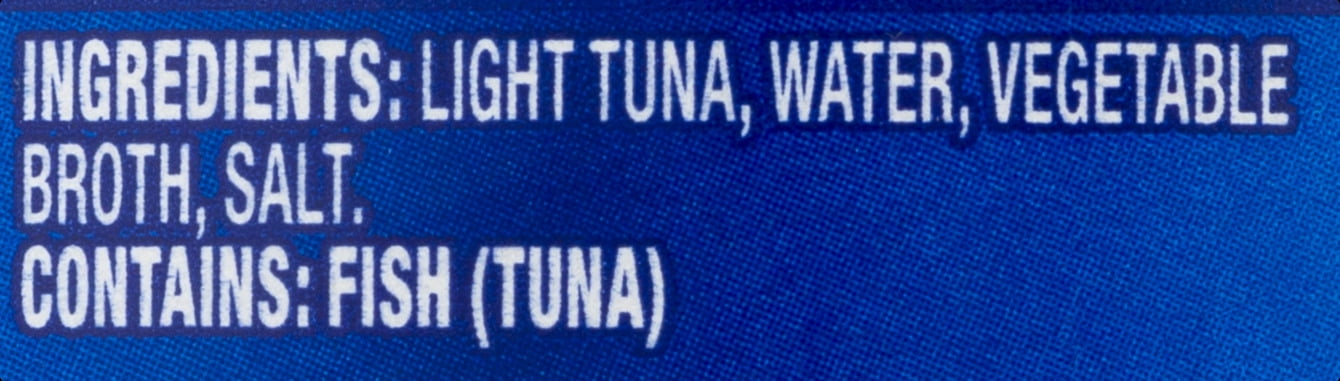 INGREDIENTS: LIGHT TUNA, WATER, VEGETABLE
BROTH, SALT.
CONTAINS: FISH (TUNA)